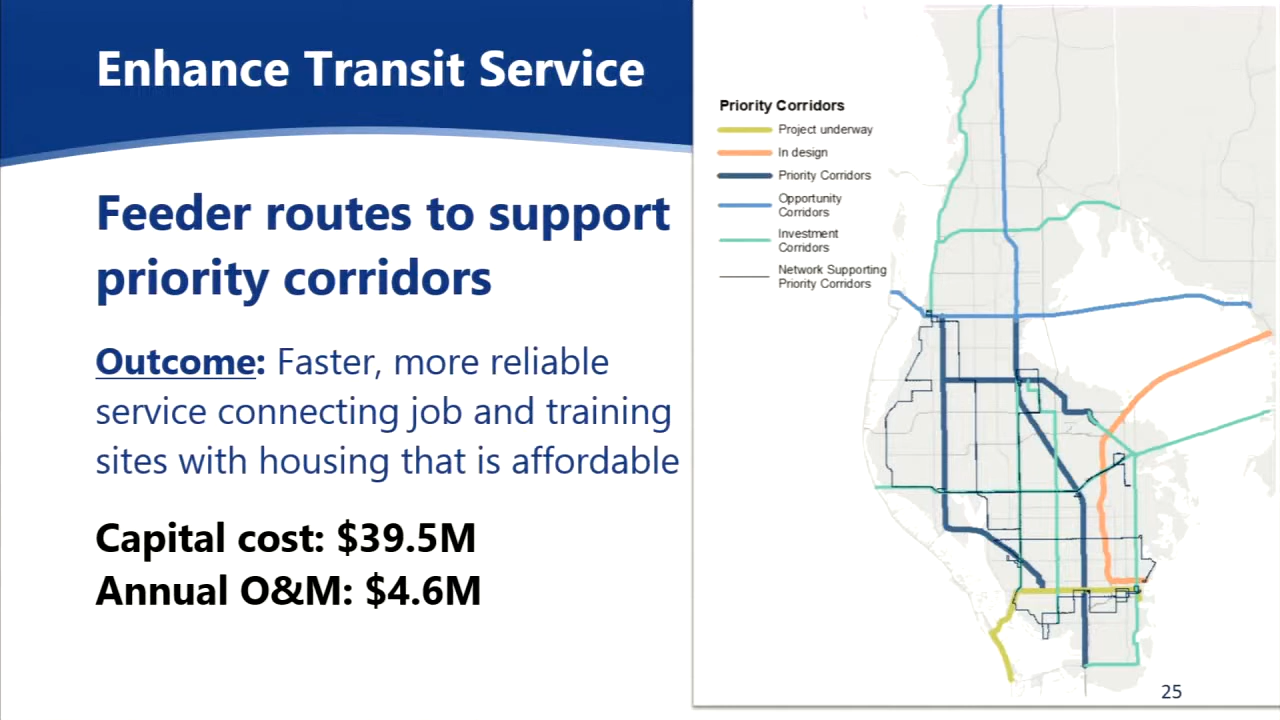 Enhance Transit Service
Feeder routes to support
priority corridors
Outcome: Faster, more reliable
service connecting job and training
sites with housing that is affordable
Capital cost: $39.5M
Annual O&M: $4.6M
Priority Corridors
Project underway
In design
Priority Corridors
Opportunity
Corridors
Investment
Corridors
Network Supporting
Priority Corridors
25